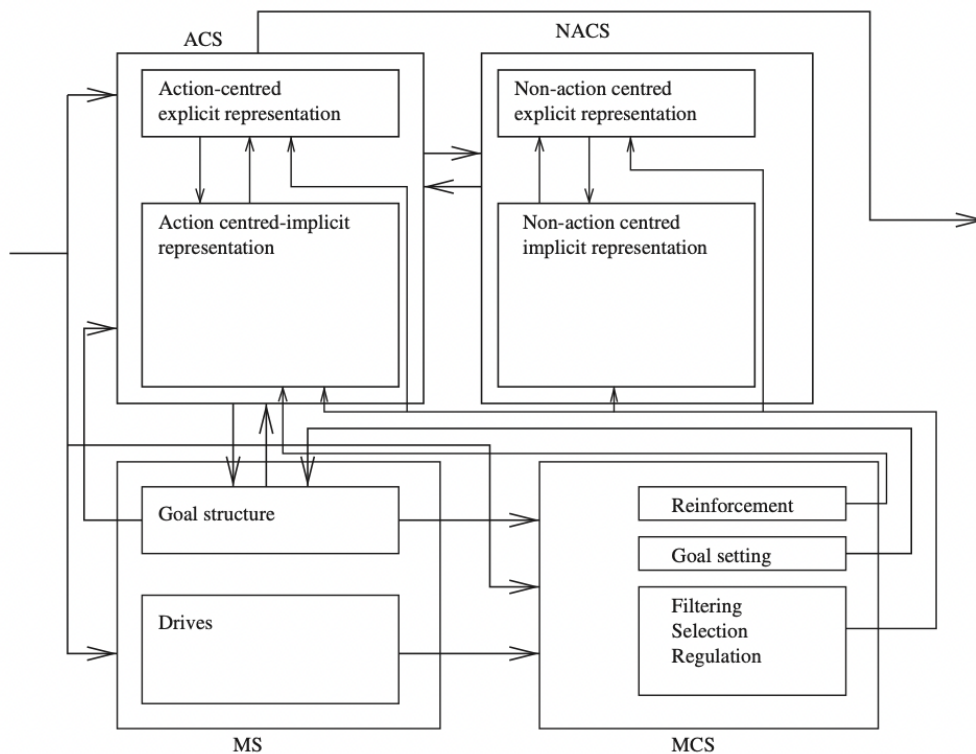 ACS
NACS
Action-centred
explicit representation
Non-action centred
explicit representation
Action centred-implicit
representation
Non-action centred
implicit representation
Goal structure
Reinforcement
Goal setting
Drives
Filtering
Selection
Regulation
MS
MCS